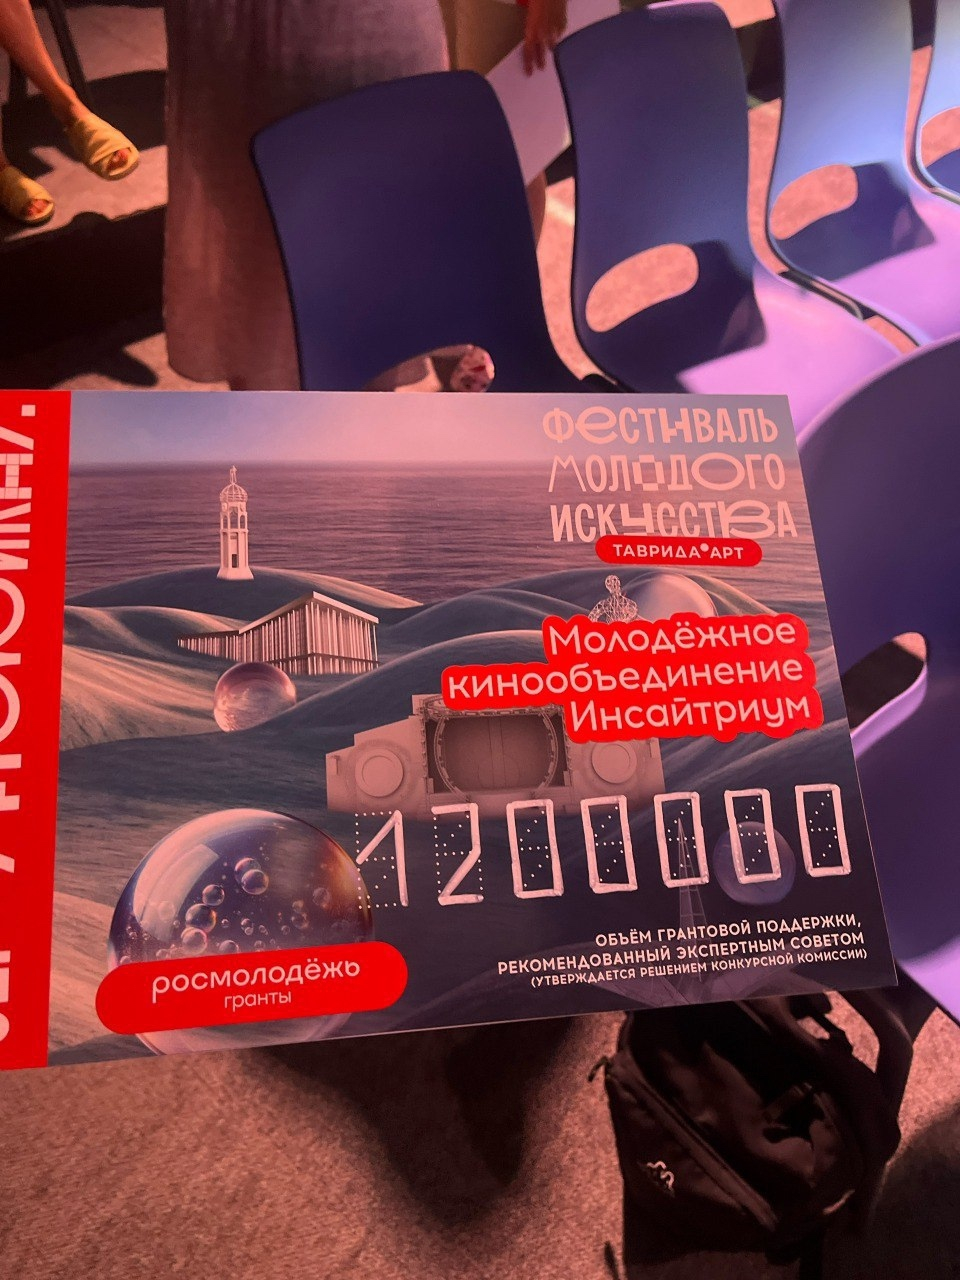 ФЕСТИВАЛЬ
МОЛОДОГО
ИСКУССТВА
ТАВРИДА•АРТ
Молодёжное
кинообъединение
Инсайтриум
1200000
ОБЪЁМ ГРАНТОВОЙ ПОДДЕРЖКИ,
РЕКОМЕНДОВАННЫЙ ЭКСПЕРТНЫМ СОВЕТОМ
(УТВЕРЖДАЕТСЯ РЕШЕНИЕМ КОНКУРСНОЙ КОМИССИИ)
росмолодёжь
гранты